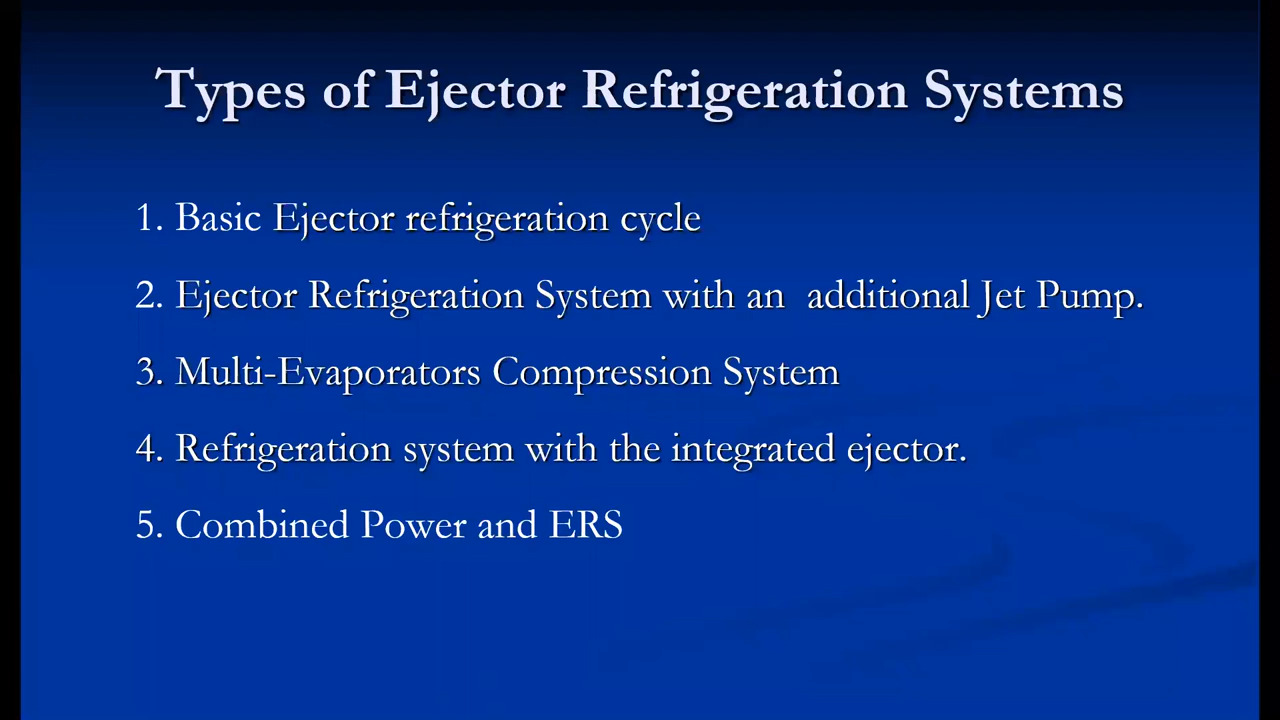 Types of Ejector Refrigeration Systems
1. Basic Ejector refrigeration cycle
2. Ejector Refrigeration System with an  additional Jet Pump.
3. Multi-Evaporators Compression System
4. Refrigeration system with the integrated ejector.
5. Combined Power and ERS